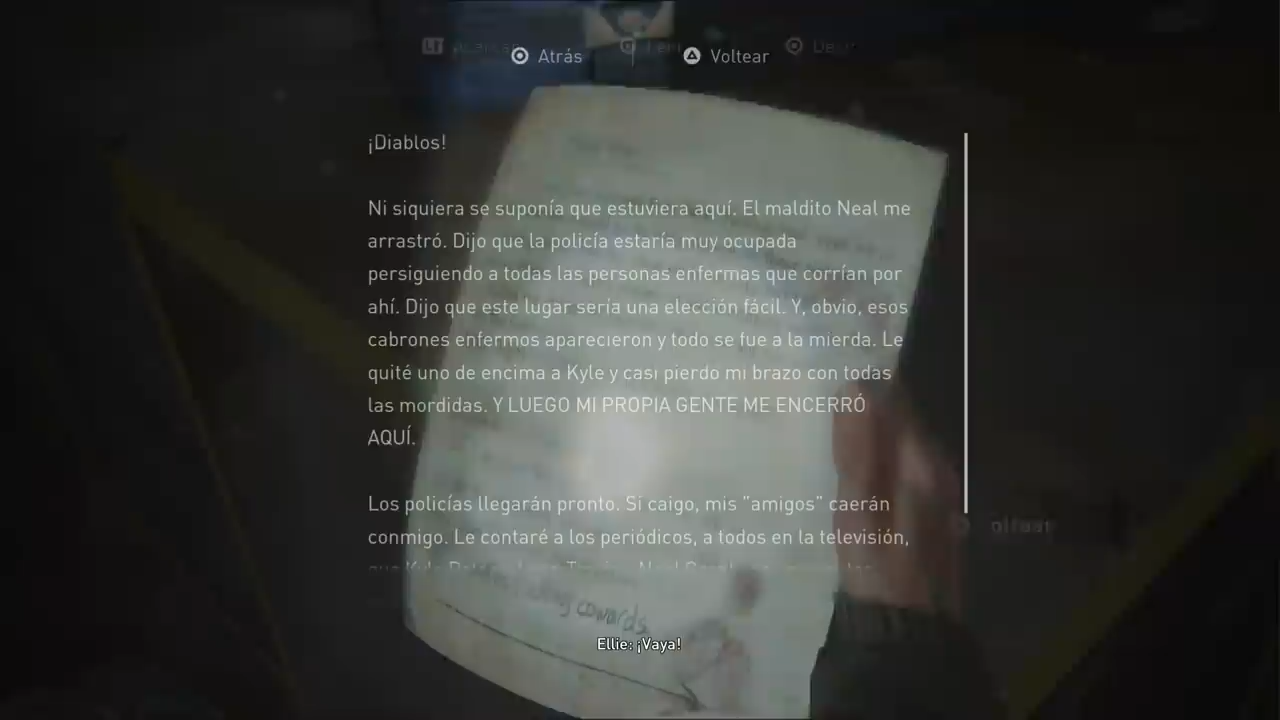 Atrás
Voltear
¡Diablos!
Ni siquiera se suponía que estuviera aquí. El maldito Neal me
arrastró. Dijo que la policía estaría muy ocupada
persiguiendo a todas las personas enfermas que corrían por
ahí. Dijo que este lugar sería una elección fácil. Y, obvio, esos
cabrones enfermos aparecieron y todo se fue a la mierda. Le
quité uno de encima a Kyle y casi pierdo mi brazo con todas
las mordidas. Y LUEGO MI PROPIA GENTE ME ENCERRÓ
AQUÍ.
Los policías llegarán pronto. Si caigo, mis "amigos" caerán
conmigo. Le contaré a los periódicos, a todos en la televisión,
que Kyle
cowards.
Ellie: ¡Vaya!